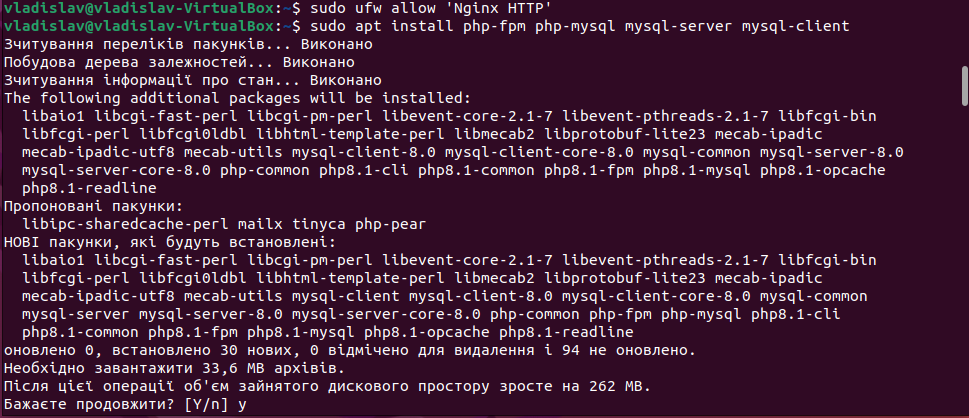 vladislav@vladislav-VirtualBox:~$ sudo ufw allow 'Nginx HTTP'
vladislav@vladislav-VirtualBox:~$ sudo apt install php-fpm php-mysql mysql-server mysql-client
Зчитування переліків пакунків... Виконано
Побудова дерева залежностей... Виконано
Зчитування інформації про стан... Виконано
The following additional packages will be installed:
  libaio1 libcgi-fast-perl libcgi-pm-perl libevent-core-2.1-7 libevent-pthreads-2.1-7 libfcgi-bin
  libfcgi-perl libfcgi0ldbl libhtml-template-perl libmecab2 libprotobuf-lite23 mecab-ipadic
  mecab-ipadic-utf8 mecab-utils mysql-client-8.0 mysql-client-core-8.0 mysql-common mysql-server-8.0
  mysql-server-core-8.0 php-common php8.1-cli php8.1-common php8.1-fpm php8.1-mysql php8.1-opcache
  php8.1-readline
Пропоновані пакунки:
  libipc-sharedcache-perl mailx tinyca php-pear
НОВІ пакунки, які будуть встановлені:
  libaio1 libcgi-fast-perl libcgi-pm-perl libevent-core-2.1-7 libevent-pthreads-2.1-7 libfcgi-bin
  libfcgi-perl libfcgi0ldbl libhtml-template-perl libmecab2 libprotobuf-lite23 mecab-ipadic
  mecab-ipadic-utf8 mecab-utils mysql-client mysql-client-8.0 mysql-client-core-8.0 mysql-common
  mysql-server mysql-server-8.0 mysql-server-core-8.0 php-common php-fpm php-mysql php8.1-cli
  php8.1-common php8.1-fpm php8.1-mysql php8.1-opcache php8.1-readline
оновлено 0, встановлено 30 нових, 0 відмічено для видалення і 94 не оновлено.
Необхідно завантажити 33,6 MB архівів.
Після цієї операції об'єм зайнятого дискового простору зросте на 262 MB.
Бажаєте продовжити? [Y/n] y